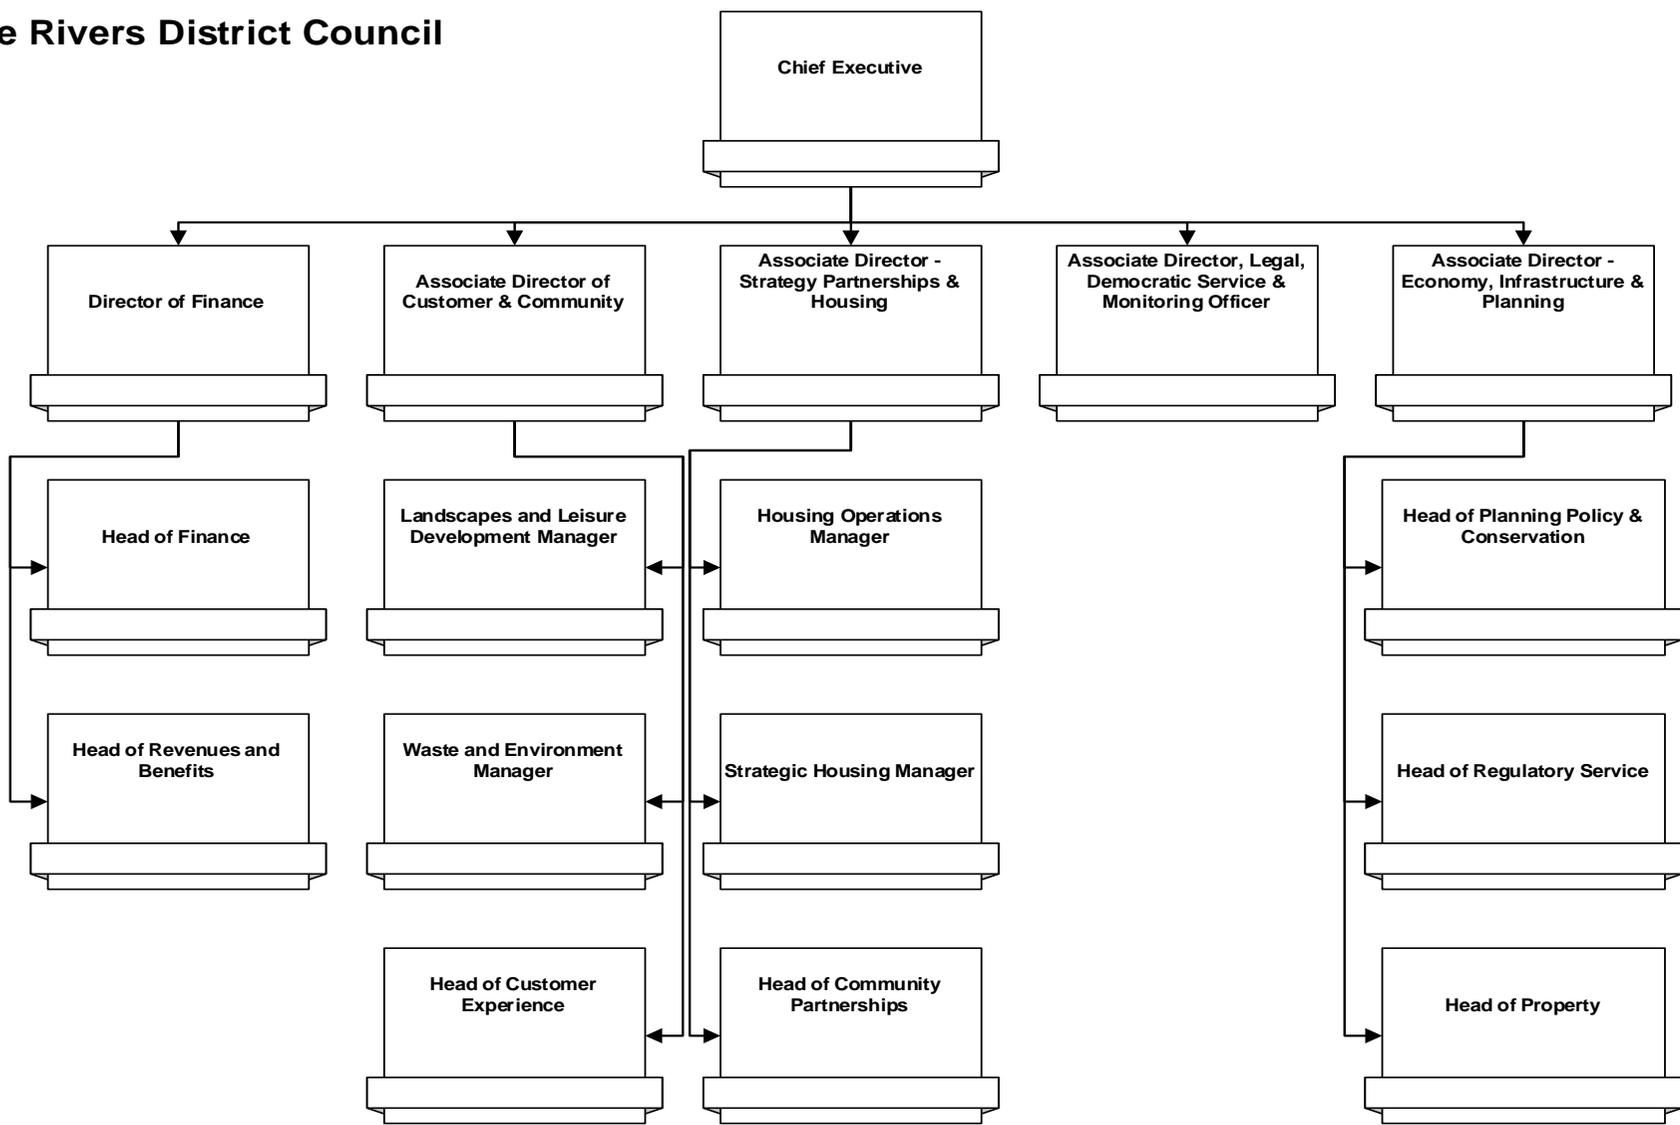 e Rivers District Council
Chief Executive
Director of Finance
Associate Director of
Customer & Community
Associate Director -
Strategy Partnerships &
Housing
Associate Director, Legal,
Democratic Service &
Monitoring Officer
Associate Director -
Economy, Infrastructure &
Planning
Head of Finance
Landscapes and Leisure
Development Manager
Housing Operations
Manager
Head of Planning Policy &
Conservation
Head of Revenues and
Benefits
Waste and Environment
Manager
Strategic Housing Manager
Head of Regulatory Service
Head of Customer
Experience
Head of Community
Partnerships
Head of Property